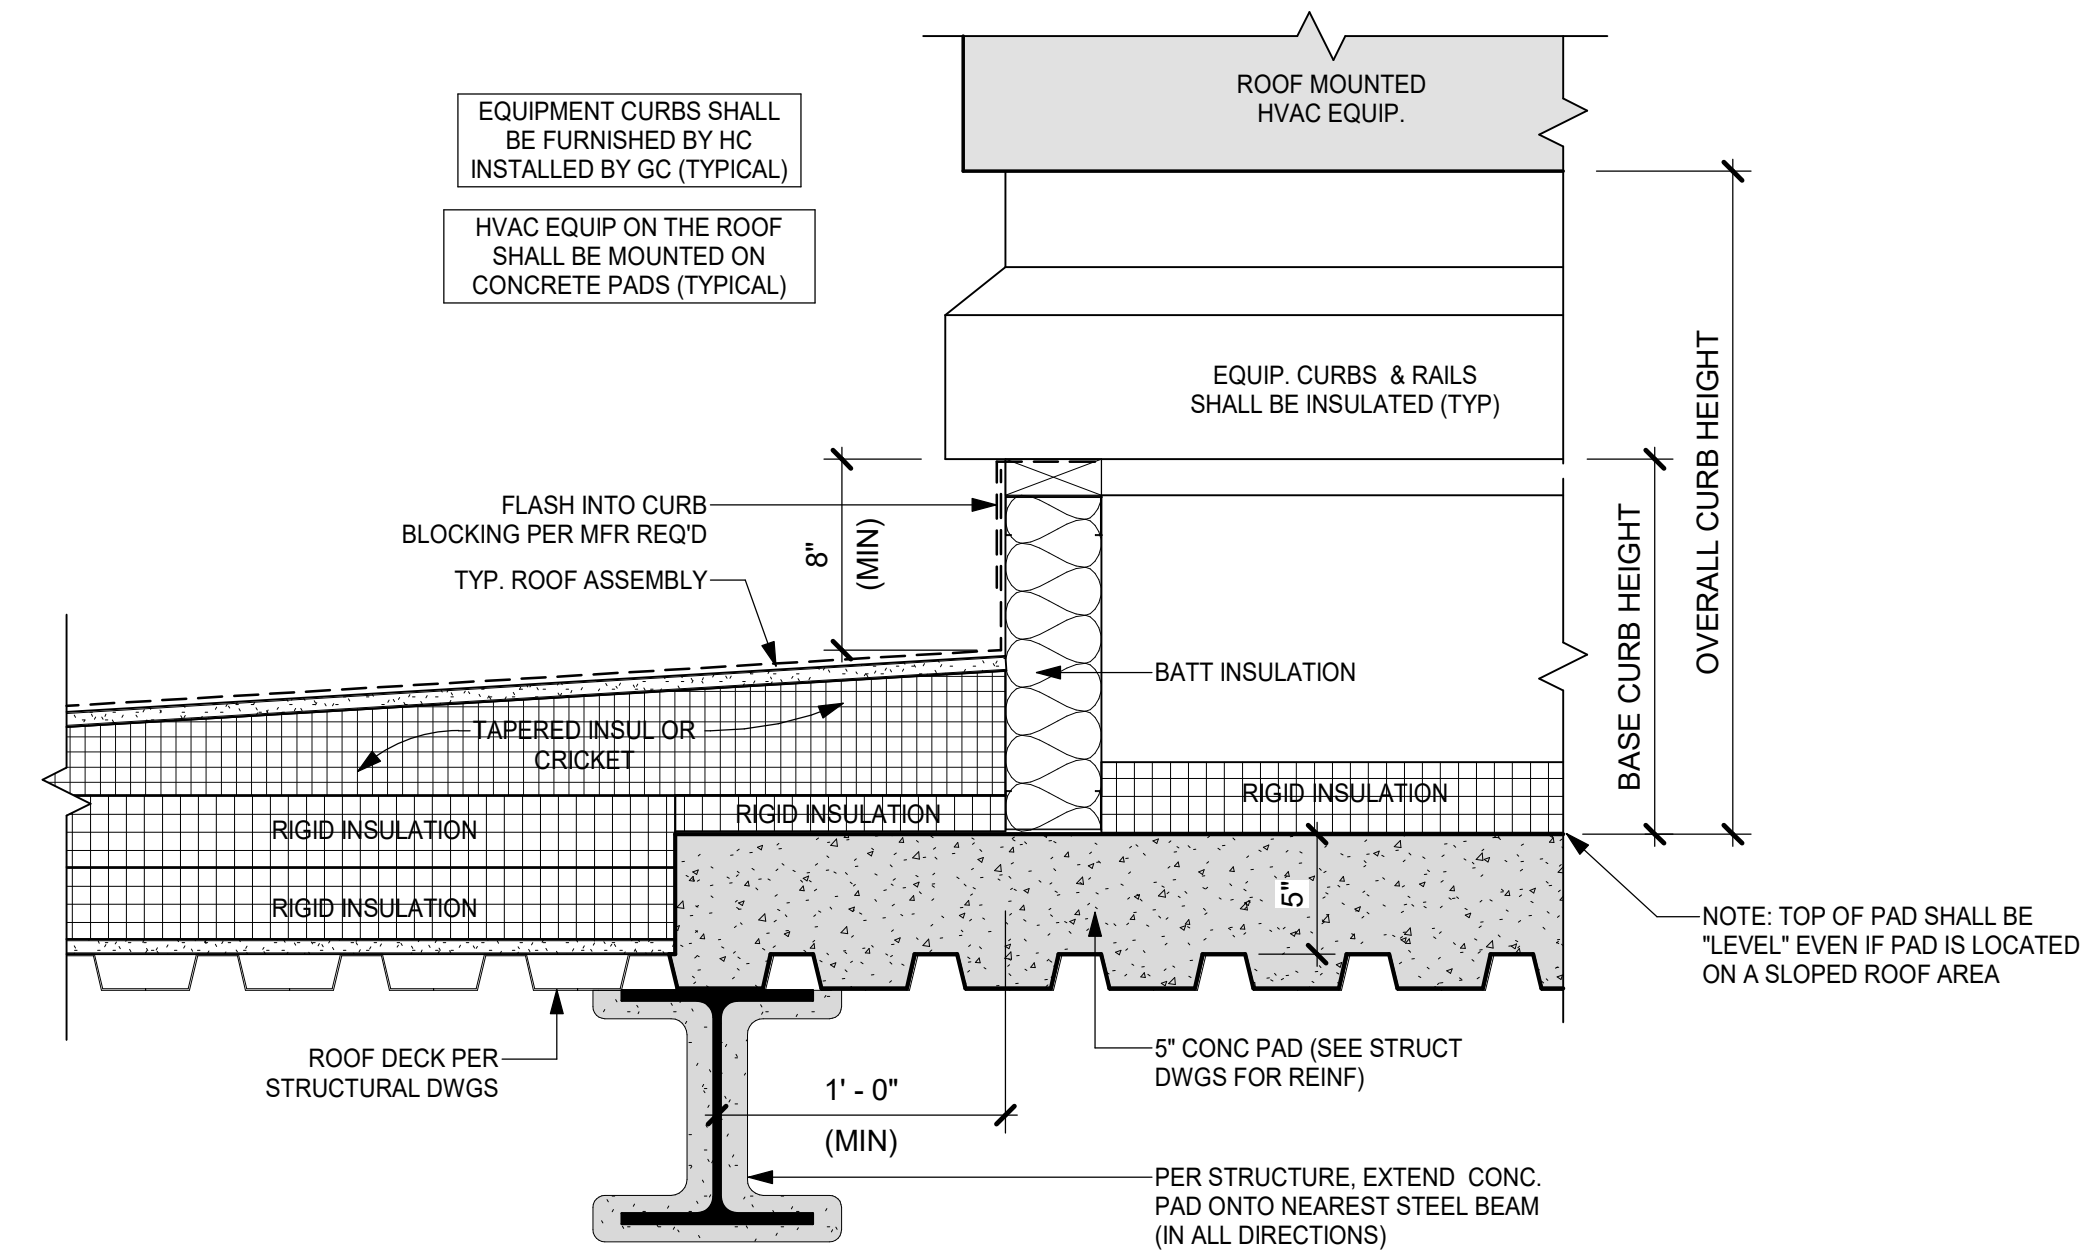 ROOF MOUNTED
HVAC EQUIP.
EQUIPMENT CURBS SHALL
BE FURNISHED BY HC
INSTALLED BY GC (TYPICAL)
HVAC EQUIP ON THE ROOF
SHALL BE MOUNTED ON
CONCRETE PADS (TYPICAL)
EQUIP. CURBS & RAILS
SHALL BE INSULATED (TYP)
OVERALL CURB HEIGHT
BASE CURB HEIGHT
FLASH INTO CURB
BLOCKING PER MFR REQ'D
8"
(MIN)
TYP. ROOF ASSEMBLY
BATT INSULATION
TAPERED INSUL OR
CRICKET
RIGID INSULATION
RIGID INSULATION
RIGID INSULATION
RIGID INSULATION
5"
NOTE: TOP OF PAD SHALL BE
"LEVEL" EVEN IF PAD IS LOCATED
ON A SLOPED ROOF AREA
ROOF DECK PER
STRUCTURAL DWGS
1' - 0"
(MIN)
5" CONC PAD (SEE STRUCT
DWGS FOR REINF)
PER STRUCTURE, EXTEND CONC.
PAD ONTO NEAREST STEEL BEAM
(IN ALL DIRECTIONS)